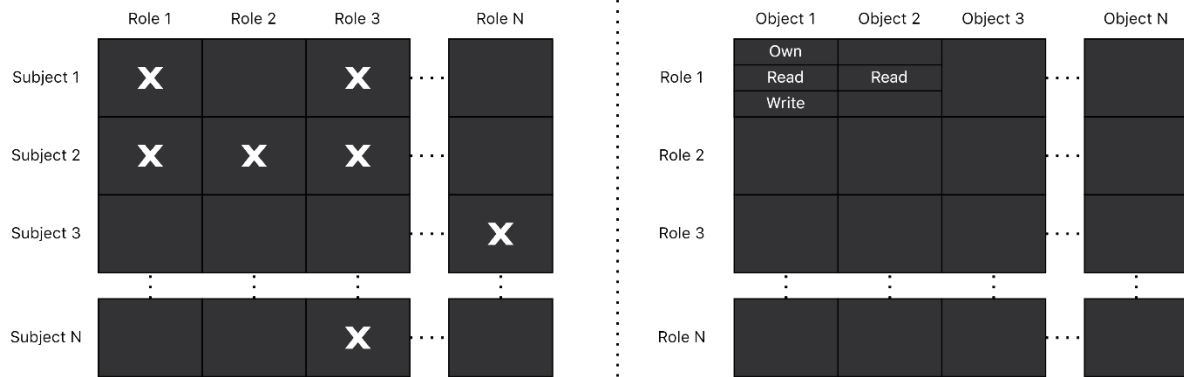 Role 1 Role 2 Role 3 Role N
Subject 1 X X
Subject 2 X X X
Subject 3 X
Subject N X
Object 1 Object 2 Object 3 Object N
Own
Role 1 Read Read
Write
Role 2
Role 3
Role N